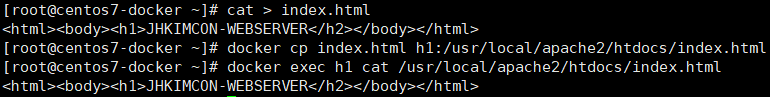 [root@centos7-docker ~]# cat > index.html
<html><body><h1>JHKIMCON-WEBSERVER</h2></body></html>
[root@centos7-docker ~]# docker cp index.html h1:/usr/local/apache2/htdocs/index.html
[root@centos7-docker ~]# docker exec h1 cat /usr/local/apache2/htdocs/index.html
<html><body><h1>JHKIMCON-WEBSERVER</h2></body></html>